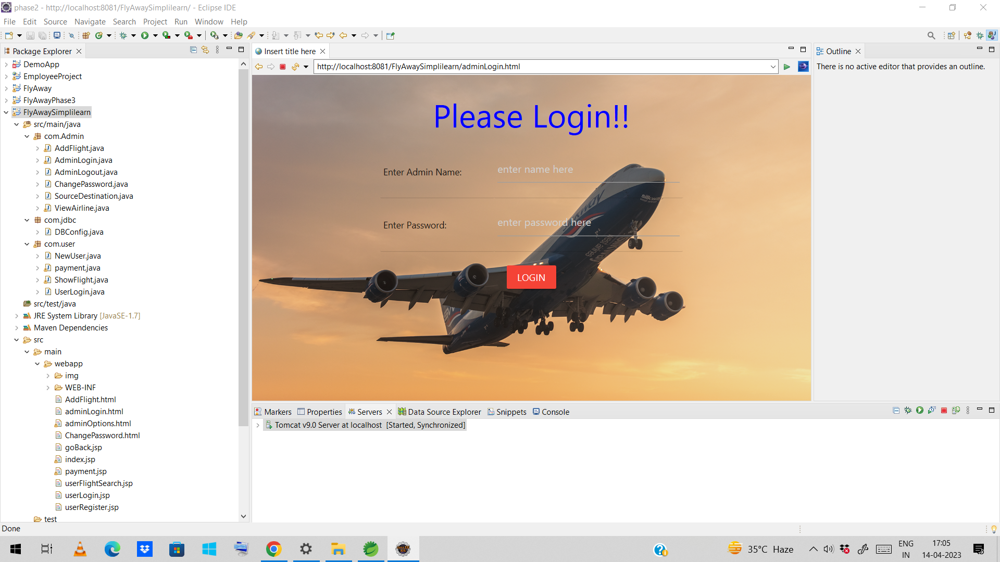 phase2 - http://localhost:8081/FlyAwaySimplilearn/ - Eclipse IDE
File Edit Source Navigate Search Project Run Window Help
Package Explorer
DemoApp
EmployeeProject
FlyAway
FlyAwayPhase3
FlyAwaySimplilearn
src/main/java
com.Admin
AddFlight.java
AdminLogin.java
AdminLogout.java
ChangePassword.java
SourceDestination.java
ViewAirline.java
com.jdbc
DBConfig.java
com.user
NewUser.java
payment.java
ShowFlight.java
UserLogin.java
src/test/java
JRE System Library [JavaSE-1.7]
Maven Dependencies
src
main
webapp
img
WEB-INF
AddFlight.html
adminLogin.html
adminOptions.html
ChangePassword.html
goBack.jsp
index.jsp
payment.jsp
userFlightSearch.jsp
userLogin.jsp
userRegister.jsp
test
Insert title here
http://localhost:8081/FlyAwaySimplilearn/adminLogin.html
Please Login!!
Enter Admin Name: enter name here
Enter Password: enter password here
LOGIN
Outline
There is no active editor that provides an outline.
Markers Properties Servers Data Source Explorer Snippets Console
Tomcat v9.0 Server at localhost [Started, Synchronized]
Done
35°C Haze
ENG
IN
17:05
14-04-2023